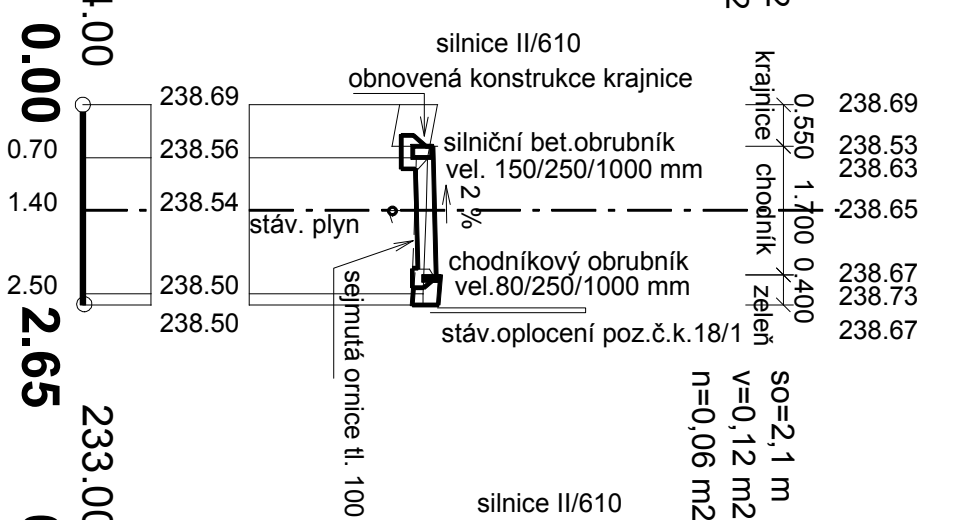 silnice II/610
obnovená konstrukce krajnice
silniční bet.obrubník
vel. 150/250/1000 mm
2 %
stáv. plyn
chodníkový obrubník
vel.80/250/1000 mm
stáv.oplocení poz.č.k.18/1
sejmutá ornice tl. 100
silnice II/610
0.00
2.65
0.70
1.40
2.50
238.69
238.56
238.54
238.50
238.50
233.00
krajnice
chodník
zeleň
0.550
1.700
0.400
238.69
238.53
238.63
238.65
238.67
238.73
238.67
so=2,1 m
v=0,12 m2
n=0,06 m2